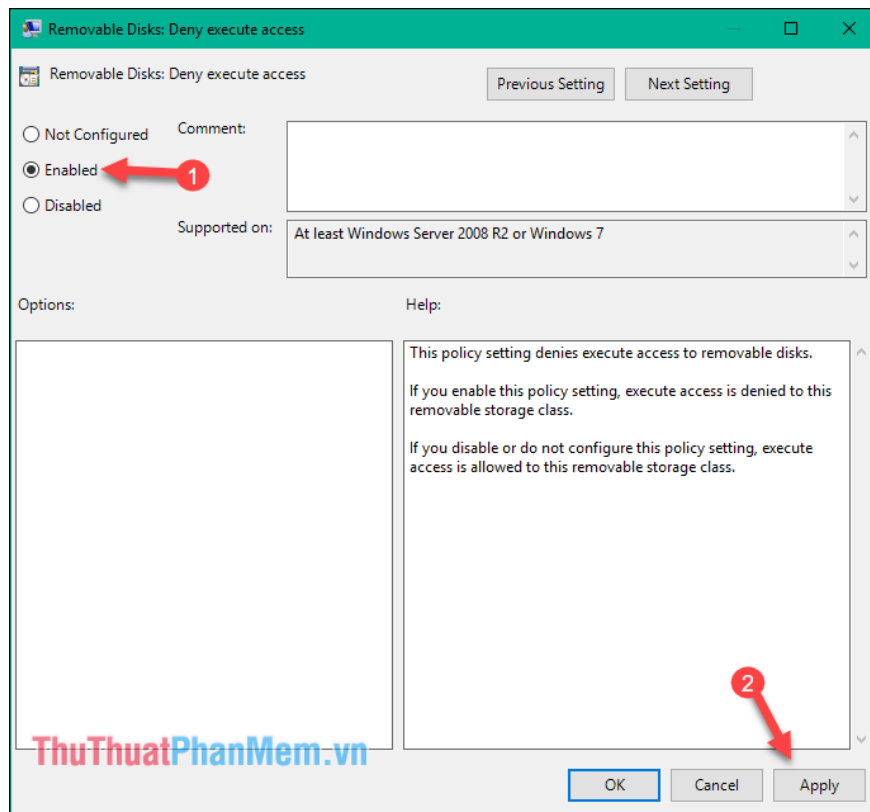 Removable Disks: Deny execute access
Removable Disks: Deny execute access
Previous Setting
Next Setting
Not Configured
Comment:
Enabled
1
Disabled
Supported on:
At least Windows Server 2008 R2 or Windows 7
Options:
Help:
This policy setting denies execute access to removable disks.
If you enable this policy setting, execute access is denied to this
removable storage class.
If you disable or do not configure this policy setting, execute
access is allowed to this removable storage class.
2
ThuThuatPhanMem.vn
OK
Cancel
Apply